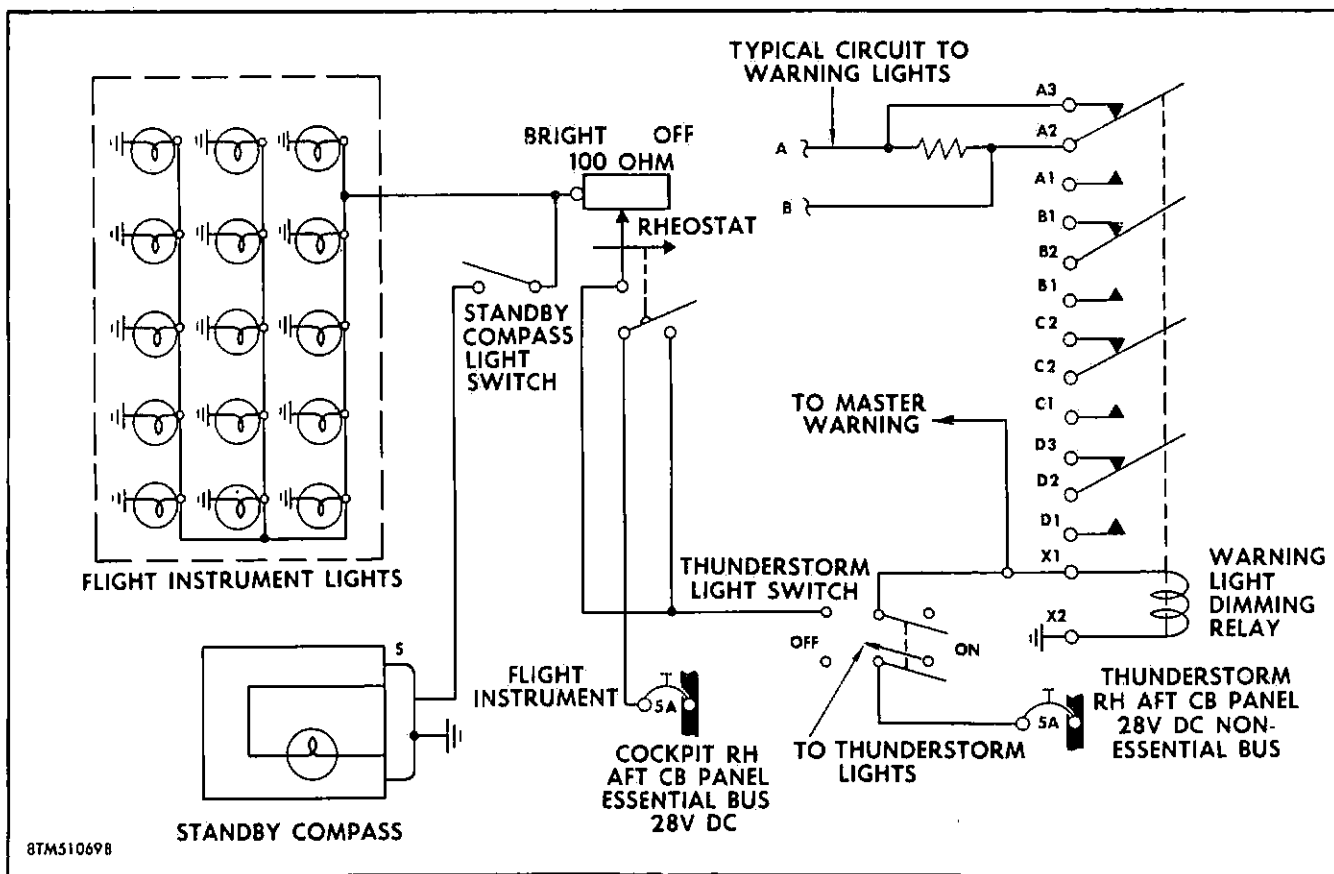 TYPICAL CIRCUIT TO
WARNING LIGHTS
BRIGHT OFF
100 OHM
RHEOSTAT
A
B
A3
A2
A1
B1
B2
B1
C2
C2
C1
D3
D2
D1
X1
X2
STANDBY
COMPASS
LIGHT
SWITCH
TO MASTER
WARNING
FLIGHT INSTRUMENT LIGHTS
THUNDERSTORM
LIGHT SWITCH
OFF
ON
WARNING
LIGHT
DIMMING
RELAY
S
FLIGHT
INSTRUMENT
5A
COCKPIT RH
AFT CB PANEL
ESSENTIAL BUS
28V DC
TO THUNDERSTORM
LIGHTS
5A
THUNDERSTORM
RH AFT CB PANEL
28V DC NON-
ESSENTIAL BUS
STANDBY COMPASS
8TM51069B